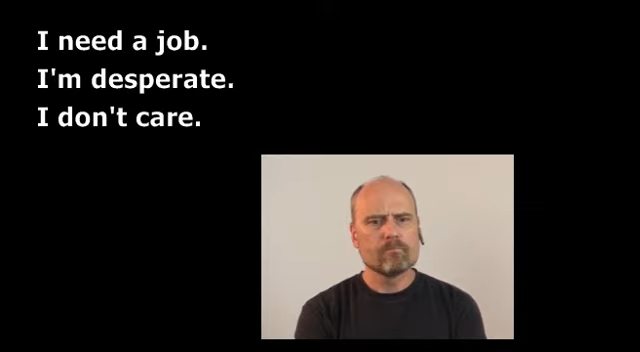 I need a job.
I'm desperate.
I don't care.